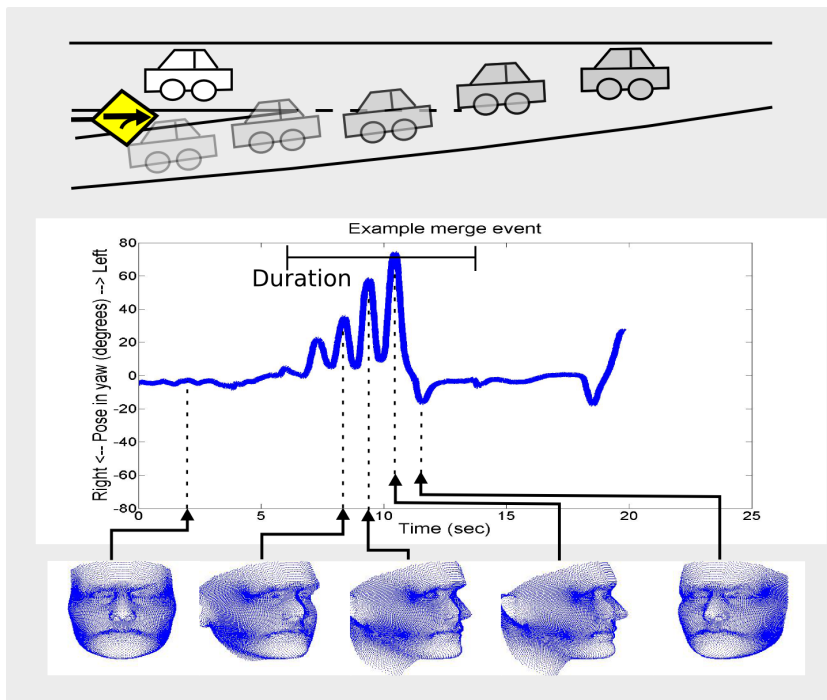 Example merge event
Duration
Right <-- Pose in yaw (degrees) --> Left
80
60
40
20
0
-20
-40
-60
-80
0 5 10 15 20 25
Time (sec)